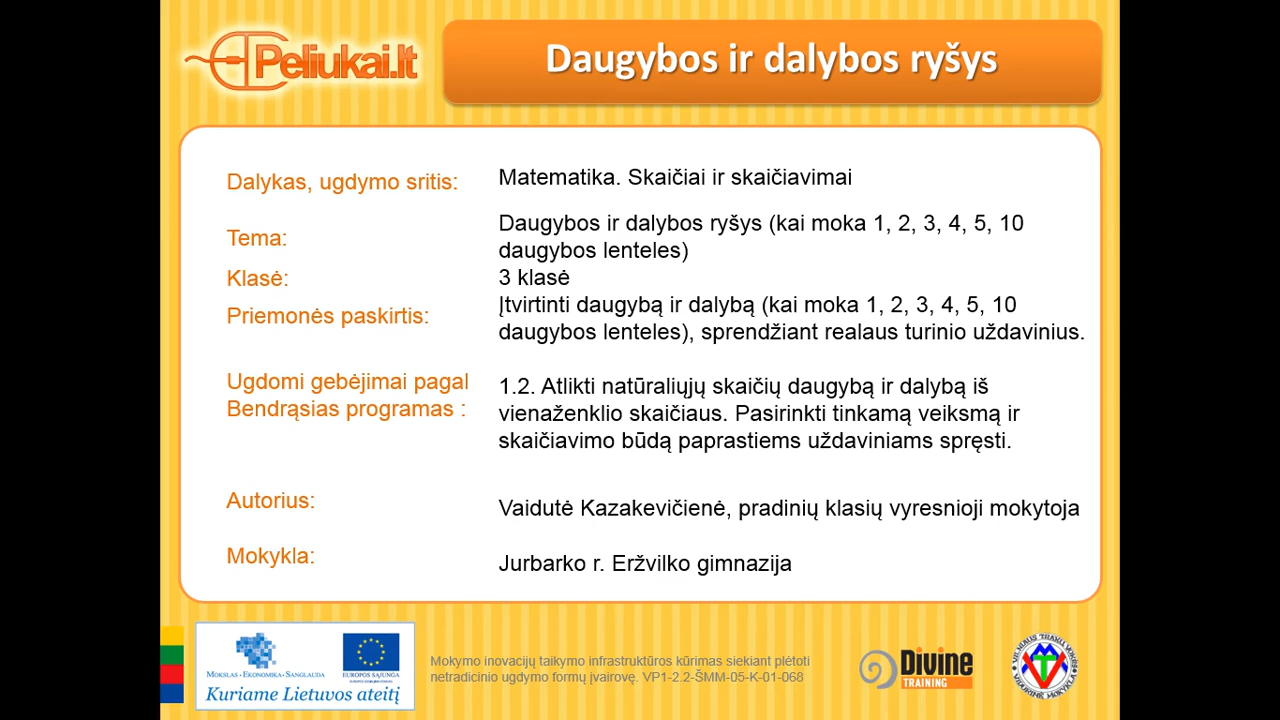 Peliukai.lt
Daugybos ir dalybos ryšys
Dalykas, ugdymo sritis:
Matematika. Skaičiai ir skaičiavimai
Tema:
Daugybos ir dalybos ryšys (kai moka 1, 2, 3, 4, 5, 10
daugybos lenteles)
Klasė:
3 klasė
Priemonės paskirtis:
Įtvirtinti daugybą ir dalybą (kai moka 1, 2, 3, 4, 5, 10
daugybos lenteles), sprendžiant realaus turinio uždavinius.
Ugdomi gebėjimai pagal
Bendrąsias programas :
1.2. Atlikti natūraliųjų skaičių daugybą ir dalybą iš
vienaženklio skaičiaus. Pasirinkti tinkamą veiksmą ir
skaičiavimo būdą paprastiems uždaviniams spręsti.
Autorius:
Vaidutė Kazakevičienė, pradinių klasių vyresnioji mokytoja
Mokykla:
Jurbarko r. Eržvilko gimnazija
Mokslas • Ekonomika • Sanglauda
EUROPOS SĄJUNGA
Kuriame Lietuvos ateitį
Mokymo inovacijų taikymo infrastruktūros kūrimas siekiant plėtoti
netradicinio ugdymo formų įvairovę. VP1-2.2-ŠMM-05-K-01-068
Divine
TRAINING